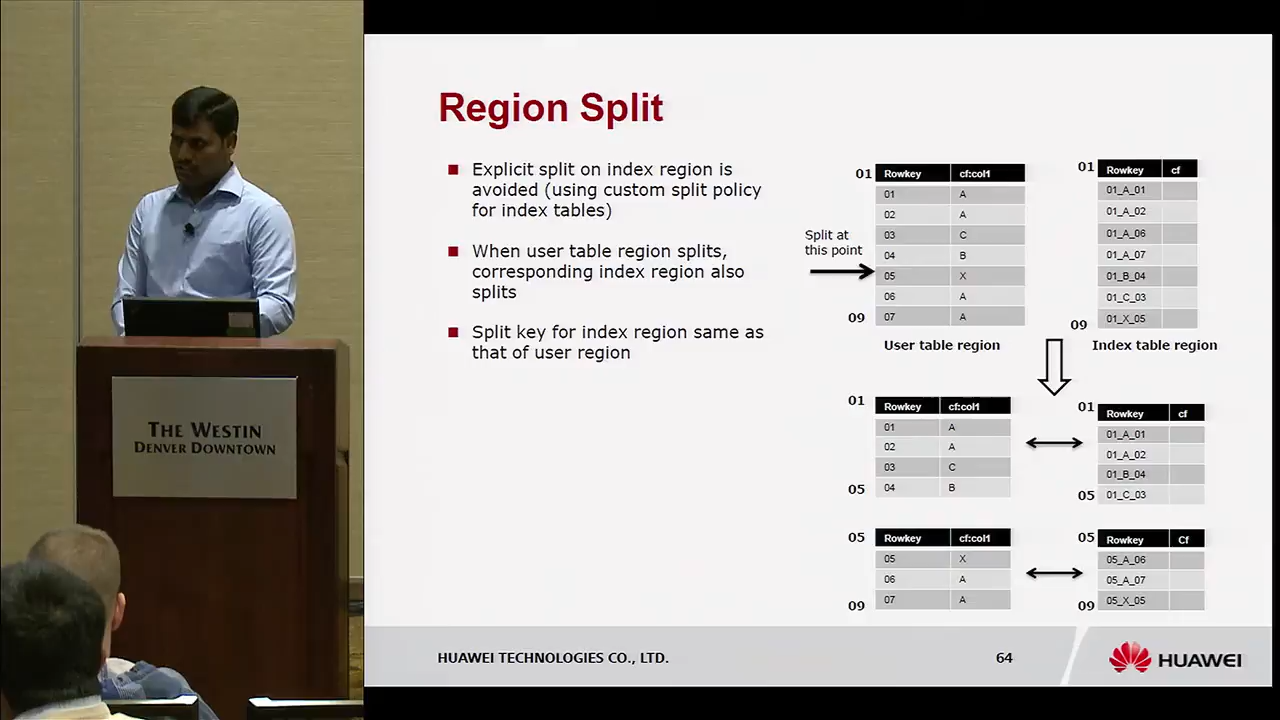 THE WESTIN
DENVER DOWNTOWN
Region Split
Explicit split on index region is
avoided (using custom split policy
for index tables)
When user table region splits,
corresponding index region also
splits
Split key for index region same as
that of user region
Split at
this point
01
Rowkey cf:col1
01 A
02 A
03 C
04 B
05 X
06 A
07 A
09
User table region
01
Rowkey cf
01_A_01
01_A_02
01_A_06
01_A_07
01_B_04
01_C_03
01_X_05
09
Index table region
01
Rowkey cf:col1
01 A
02 A
03 C
04 B
05
01
Rowkey cf
01_A_01
01_A_02
01_B_04
01_C_03
05
05
Rowkey cf:col1
05 X
06 A
07 A
09
05
Rowkey Cf
05_A_06
05_A_07
05_X_05
09
HUAWEI TECHNOLOGIES CO., LTD.
64
HUAWEI